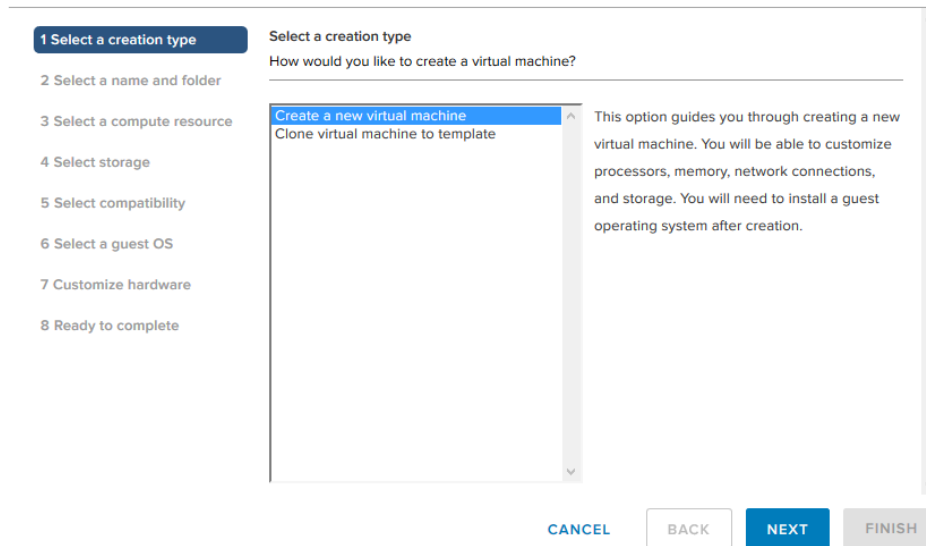 1 Select a creation type
2 Select a name and folder
3 Select a compute resource
4 Select storage
5 Select compatibility
6 Select a guest OS
7 Customize hardware
8 Ready to complete
Select a creation type
How would you like to create a virtual machine?
Create a new virtual machine
Clone virtual machine to template
This option guides you through creating a new
virtual machine. You will be able to customize
processors, memory, network connections,
and storage. You will need to install a guest
operating system after creation.
CANCEL
BACK
NEXT
FINISH